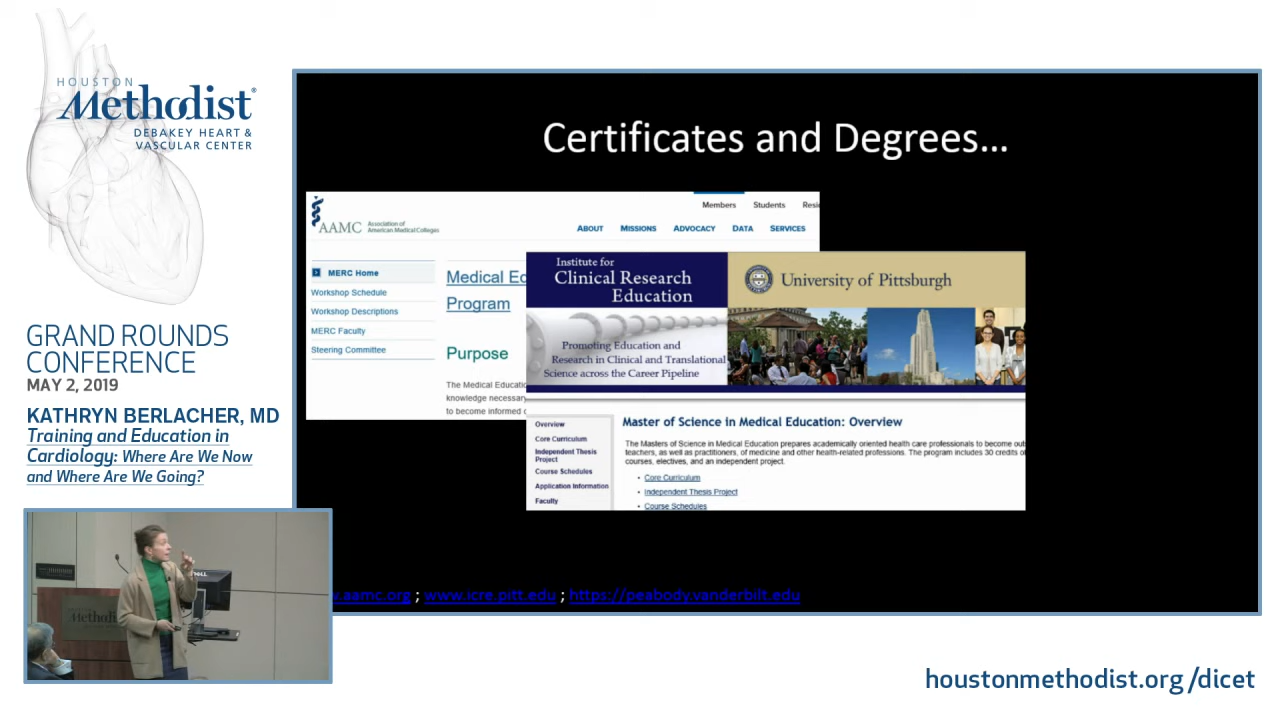 HOUSTON
Methodist®
DEBAKEY HEART &
VASCULAR CENTER
GRAND ROUNDS
CONFERENCE
MAY 2, 2019
KATHRYN BERLACHER, MD
Training and Education in
Cardiology: Where Are We Now
and Where Are We Going?
Certificates and Degrees...
AAMC
Association of
American Medical Colleges
Members Students Resi
ABOUT MISSIONS ADVOCACY DATA SERVICES
MERC Home
Workshop Schedule
Workshop Descriptions
MERC Faculty
Steering Committee
Medical Ed
Program
Purpose
The Medical Educatio
knowledge necessary
to become informed c
Institute for
Clinical Research
Education
University of Pittsburgh
Promoting Education and
Research in Clinical and Translational
Science across the Career Pipeline
Overview
Core Curriculum
Independent Thesis
Project
Course Schedules
Application Information
Faculty
Master of Science in Medical Education: Overview
The Masters of Science in Medical Education prepares academically oriented health care professionals to become out
teachers, as well as practitioners, of medicine and other health-related professions. The program includes 30 credits o
courses, electives, and an independent project.
• Core Curriculum
• Independent Thesis Project
• Course Schedules
w.aamc.org ; www.icre.pitt.edu ; https://peabody.vanderbilt.edu
DELL
Methodist
houstonmethodist.org/dicet